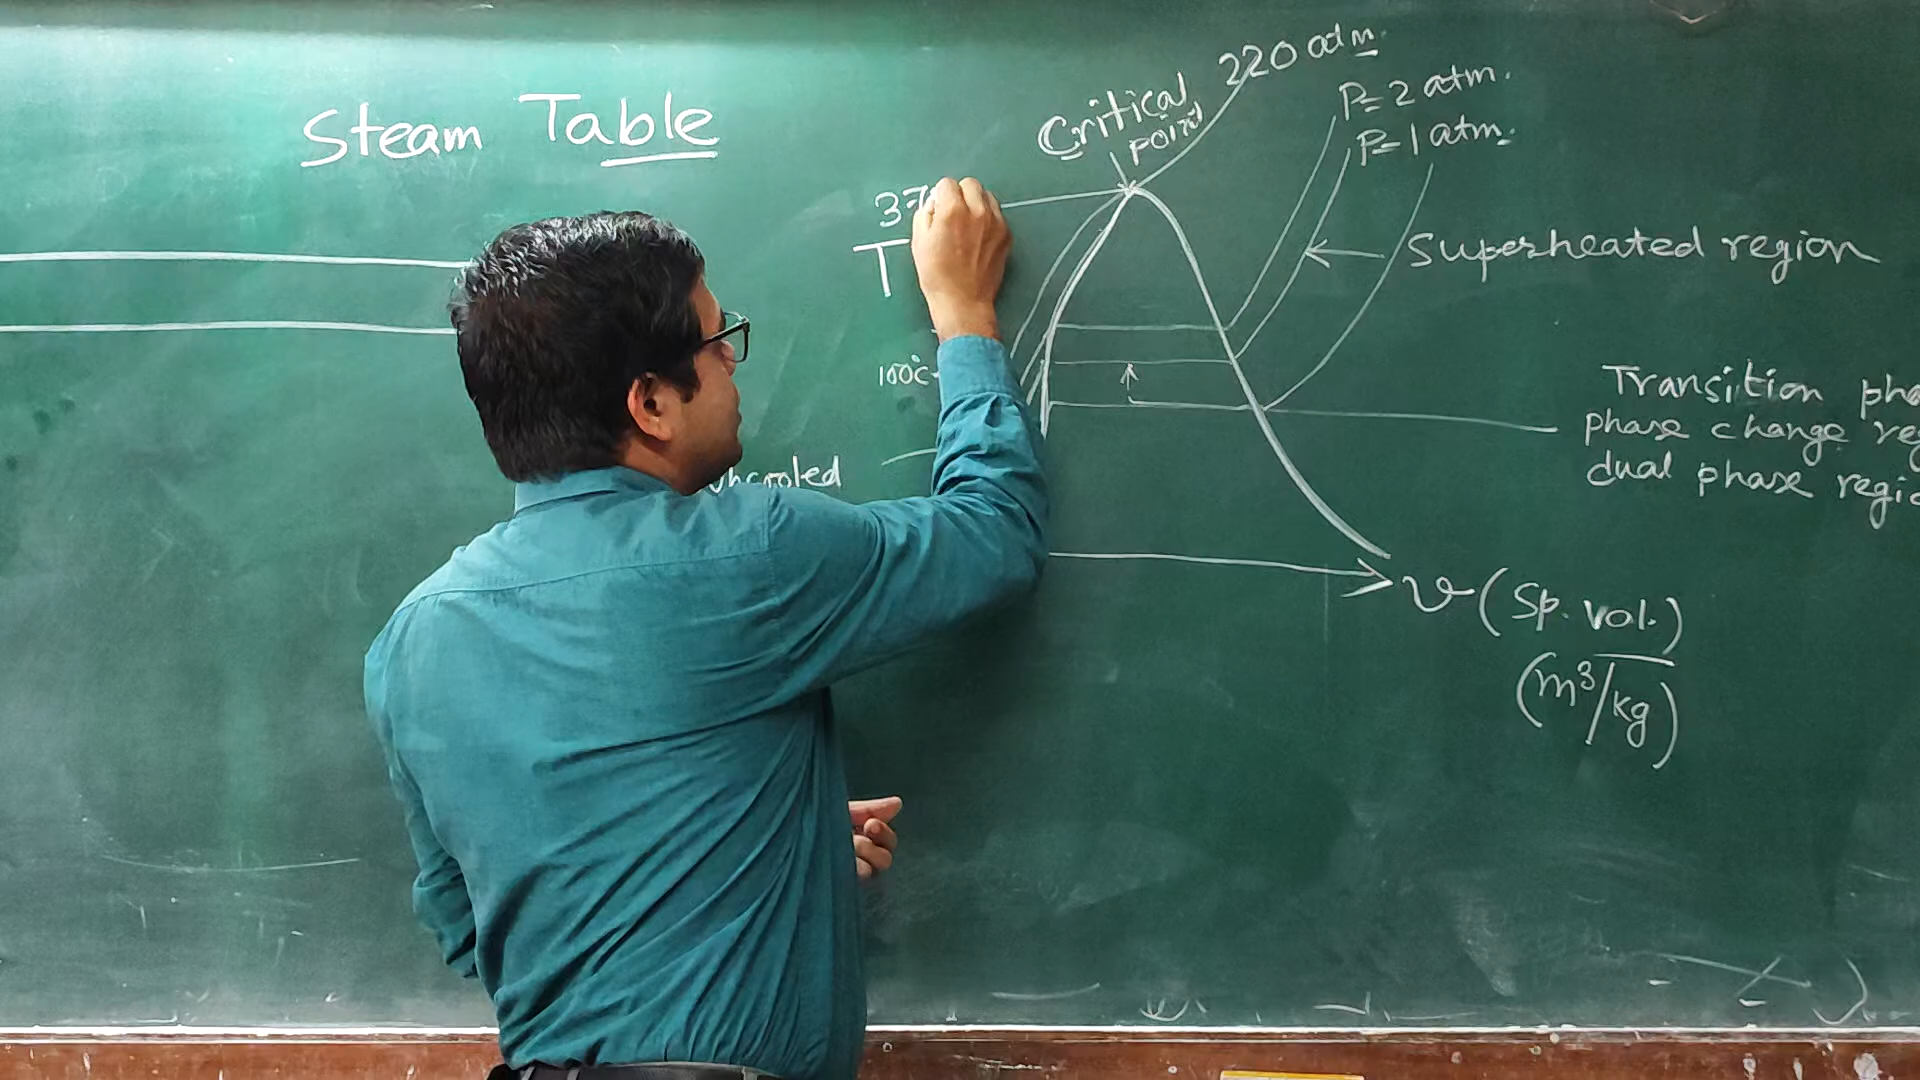 Steam Table
Critical
point
220 atm.
P=2 atm.
P=1 atm.
37
T
Superheated region
100°C
Transition
phase change
dual phase
v (Sp. vol.)
(m³/kg)